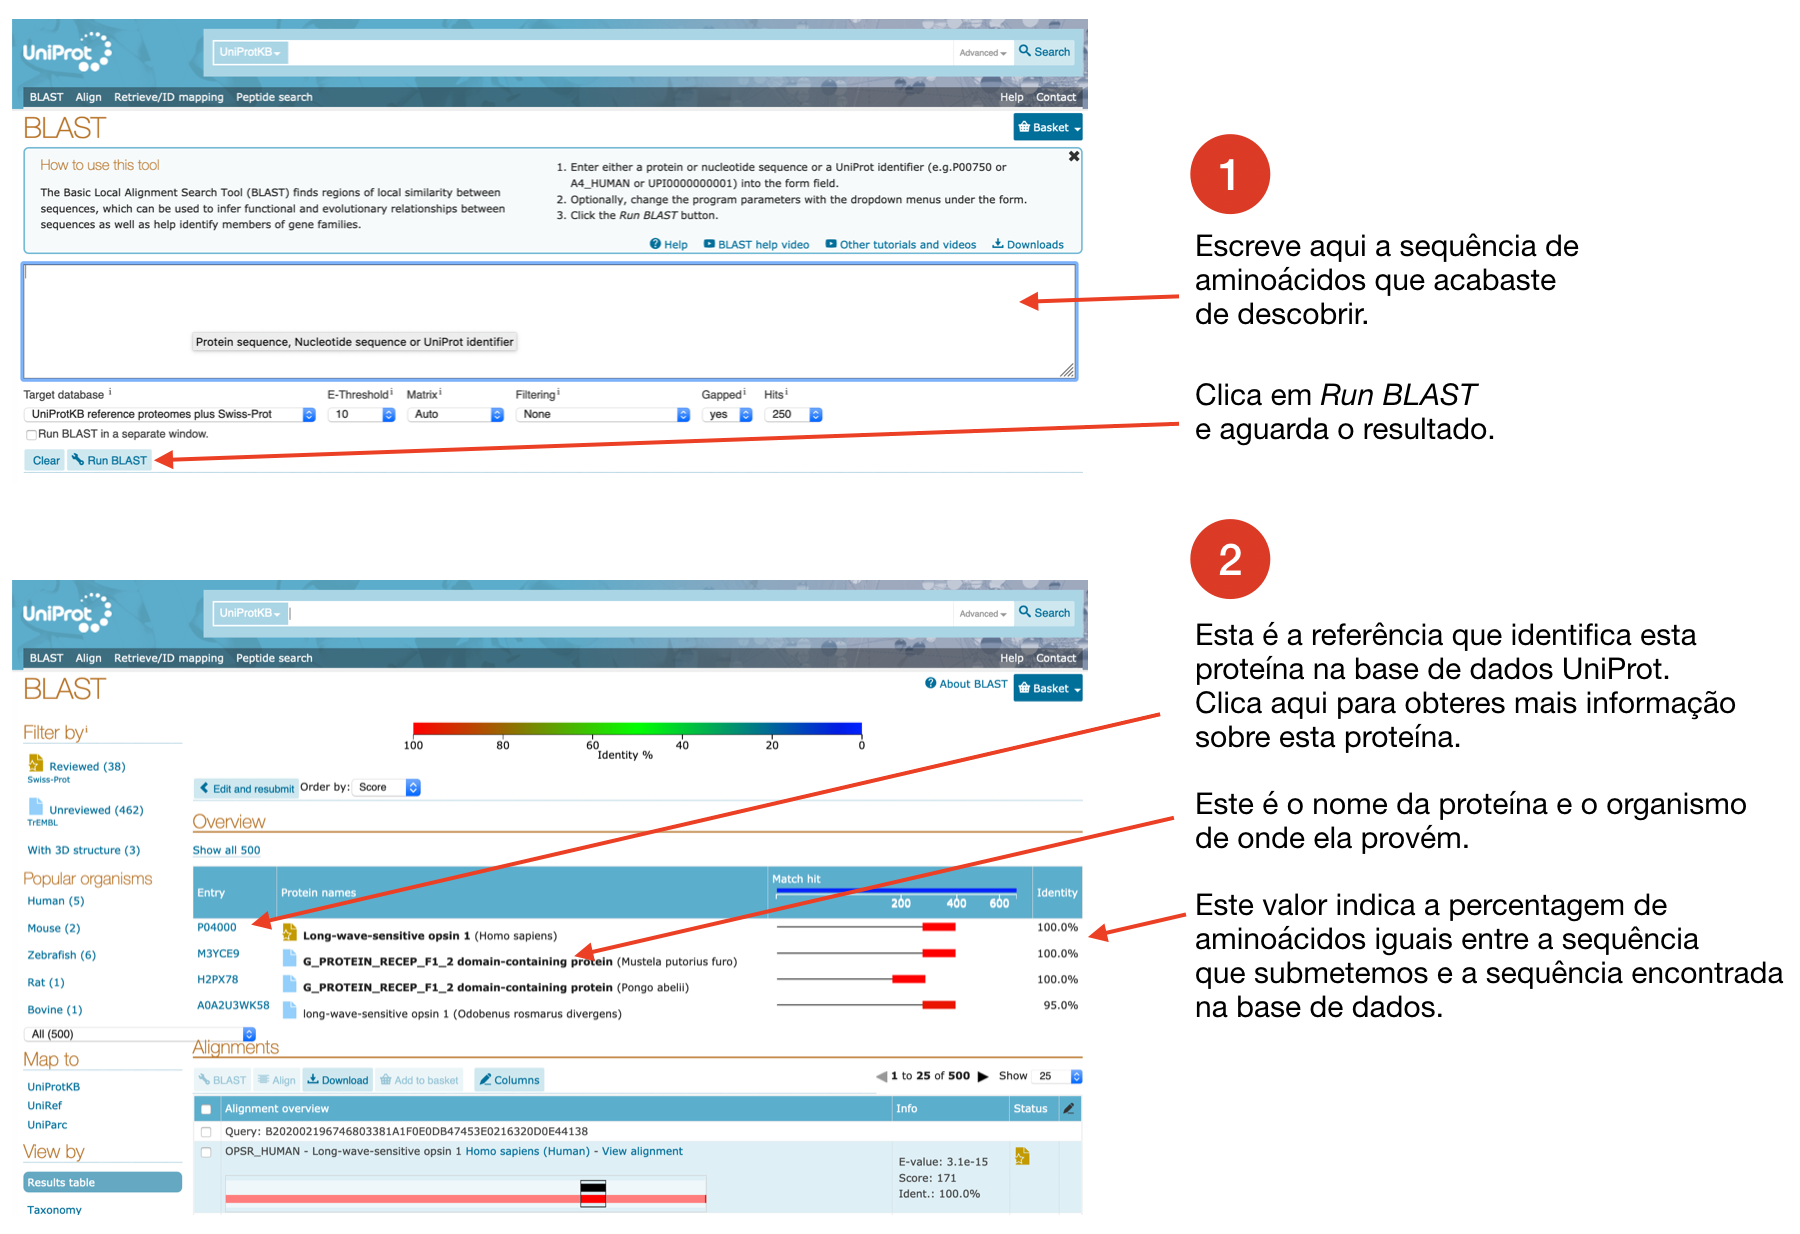 UniProt
UniProtKB
Advanced
Search
BLAST Align Retrieve/ID mapping Peptide search
Help Contact
BLAST
Basket
How to use this tool
The Basic Local Alignment Search Tool (BLAST) finds regions of local similarity between
sequences, which can be used to infer functional and evolutionary relationships between
sequences as well as help identify members of gene families.
1. Enter either a protein or nucleotide sequence or a UniProt identifier (e.g.P00750 or
A4_HUMAN or UPI0000000001) into the form field.
2. Optionally, change the program parameters with the dropdown menus under the form.
3. Click the Run BLAST button.
Help BLAST help video Other tutorials and videos Downloads
Protein sequence, Nucleotide sequence or UniProt identifier
Target database i E-Threshold i Matrix i Filtering i Gapped i Hits i
UniProtKB reference proteomes plus Swiss-Prot 10 Auto None yes 250
Run BLAST in a separate window.
Clear Run BLAST
1
Escreve aqui a sequência de
aminoácidos que acabaste
de descobrir.
Clica em Run BLAST
e aguarda o resultado.
UniProt
UniProtKB
Advanced
Search
BLAST Align Retrieve/ID mapping Peptide search
Help Contact
BLAST
About BLAST
Basket
Filter by i
Reviewed (38)
Swiss-Prot
Unreviewed (462)
TrEMBL
With 3D structure (3)
Popular organisms
Human (5)
Mouse (2)
Zebrafish (6)
Rat (1)
Bovine (1)
All (500)
Map to
UniProtKB
UniRef
UniParc
View by
Results table
Taxonomy
100 80 60 40 20 0
Identity %
Edit and resubmit Order by: Score
Overview
Show all 500
Entry Protein names Match hit Identity
200 400 600
P04000 Long-wave-sensitive opsin 1 (Homo sapiens) 100.0%
M3YCE9 G_PROTEIN_RECEP_F1_2 domain-containing protein (Mustela putorius furo) 100.0%
H2PX78 G_PROTEIN_RECEP_F1_2 domain-containing protein (Pongo abelii) 100.0%
A0A2U3WK58 long-wave-sensitive opsin 1 (Odobenus rosmarus divergens) 95.0%
Alignments
BLAST Align Download Add to basket Columns
1 to 25 of 500 Show 25
Alignment overview Info Status
Query: B202002196746803381A1F0E0DB47453E0216320D0E44138
OPSR_HUMAN - Long-wave-sensitive opsin 1 Homo sapiens (Human) - View alignment
E-value: 3.1e-15
Score: 171
Ident.: 100.0%
2
Esta é a referência que identifica esta
proteína na base de dados UniProt.
Clica aqui para obteres mais informação
sobre esta proteína.
Este é o nome da proteína e o organismo
de onde ela provém.
Este valor indica a percentagem de
aminoácidos iguais entre a sequência
que submetemos e a sequência encontrada
na base de dados.